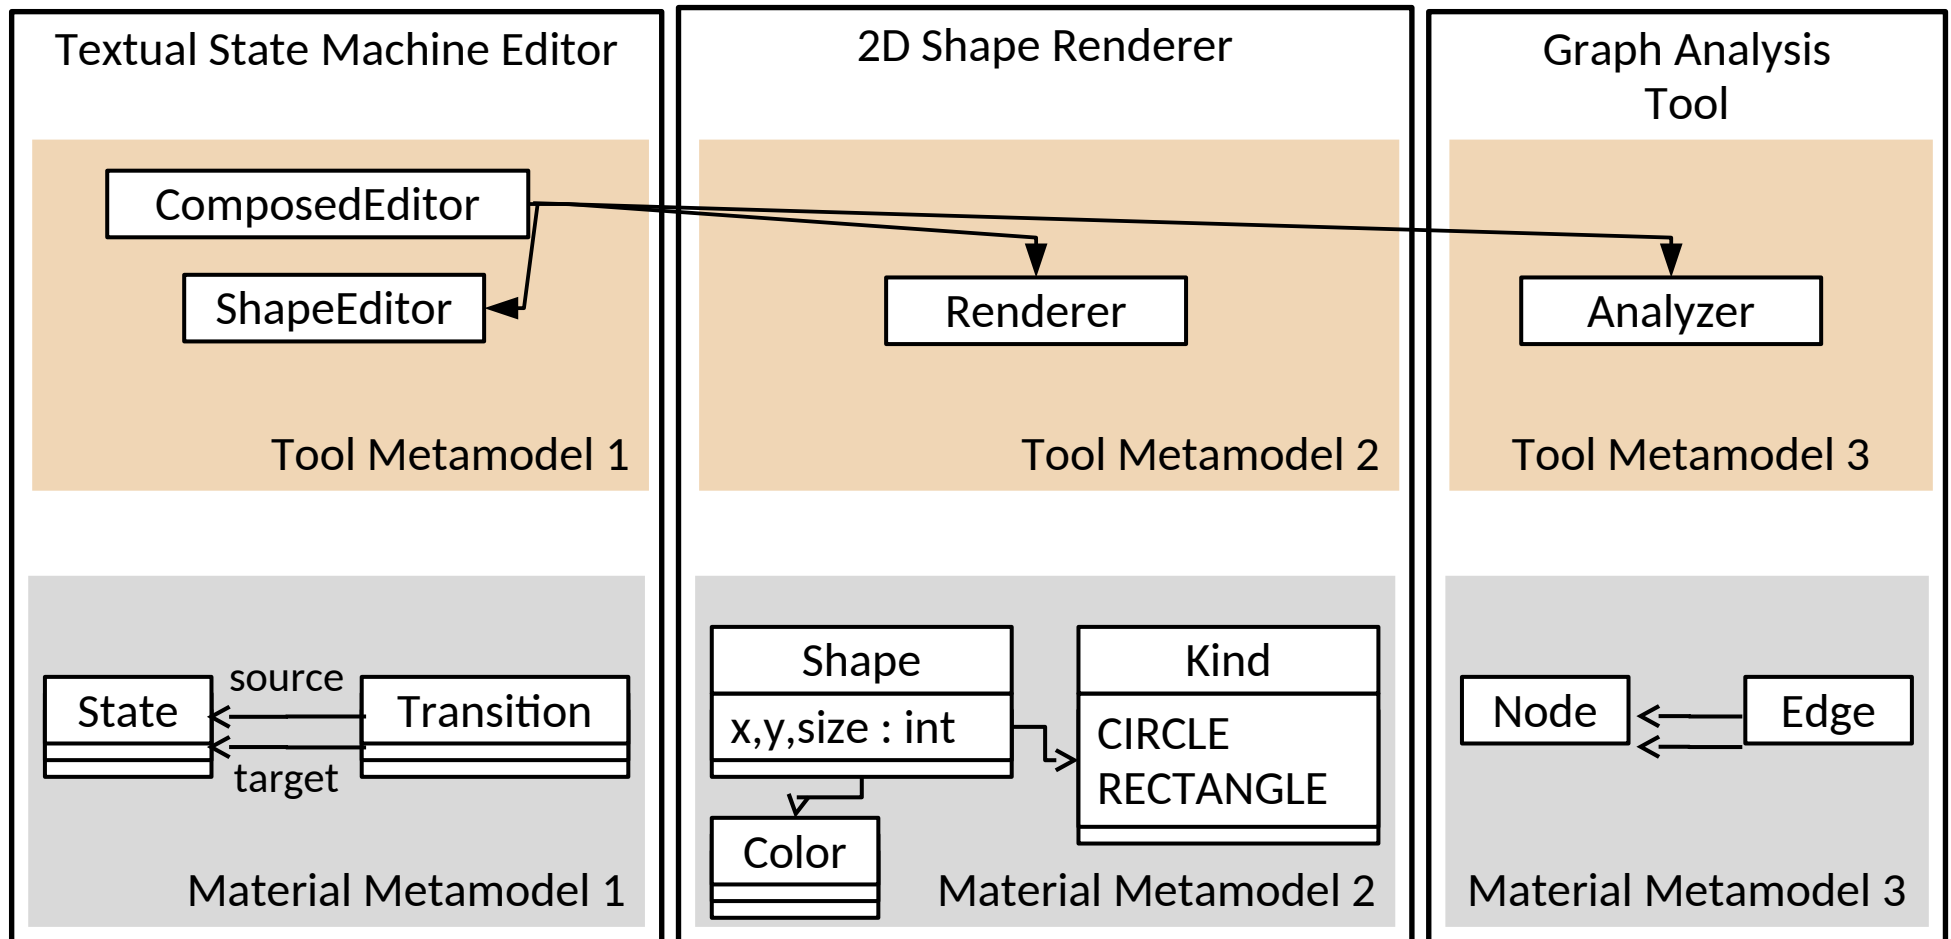 Textual State Machine Editor
ComposedEditor
ShapeEditor
Tool Metamodel 1
State
source
target
Transition
Material Metamodel 1
2D Shape Renderer
Renderer
Tool Metamodel 2
Shape
x,y,size : int
Kind
CIRCLE
RECTANGLE
Color
Material Metamodel 2
Graph Analysis
Tool
Analyzer
Tool Metamodel 3
Node
Edge
Material Metamodel 3